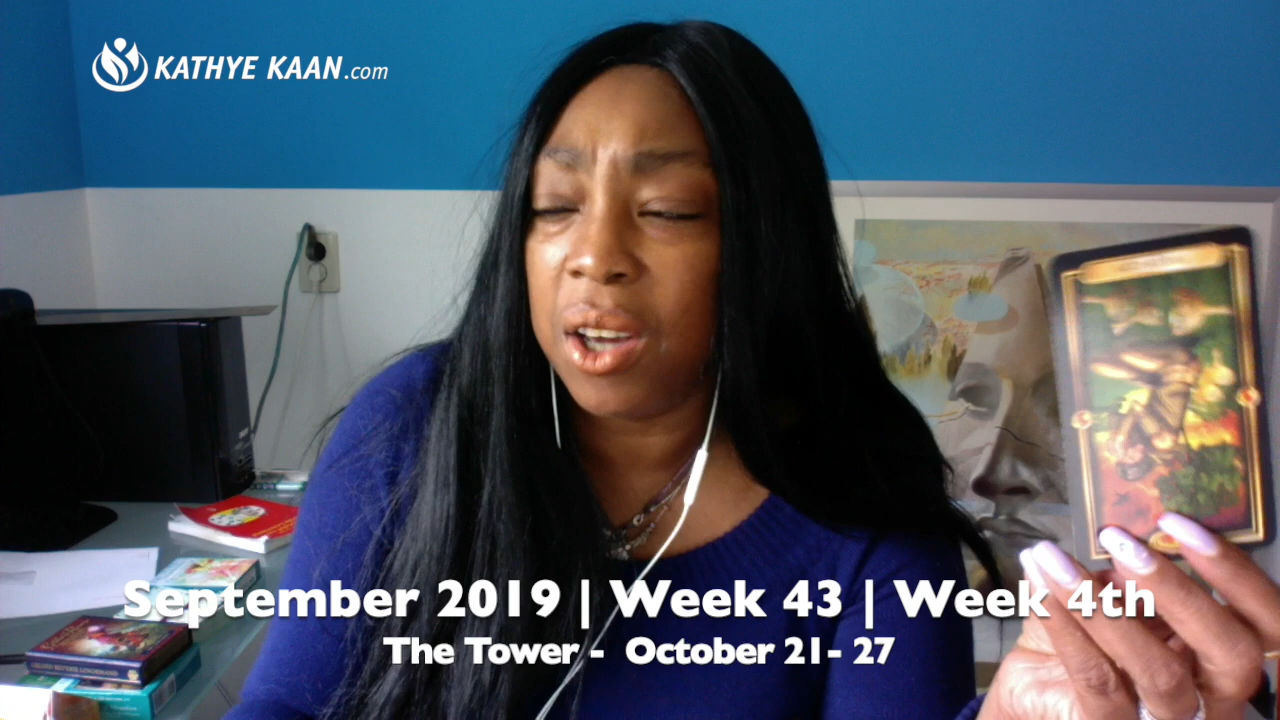 KATHYE KAAN.com
September 2019 | Week 43 | Week 4th
The Tower - October 21- 27